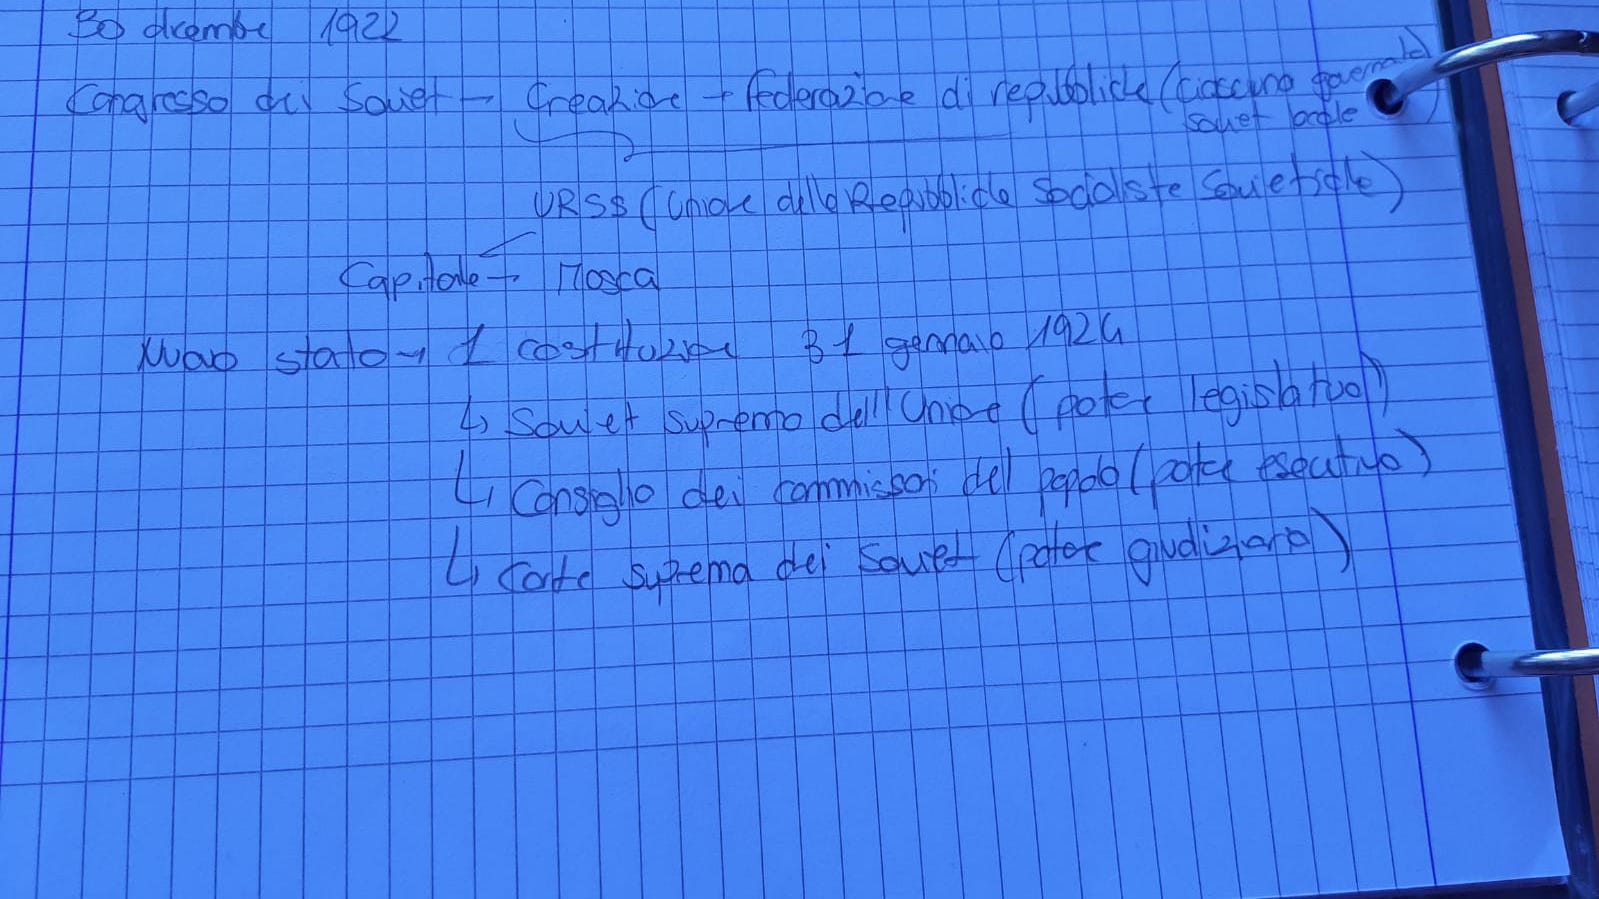 30 dicembre 1922
Congresso dei Soviet → Creazione → federazione di repubbliche (ciascuna governata
soviet locale)
URSS (Unione delle Repubbliche Socialiste Sovietiche)
Capitale → Mosca
Nuovo stato → 1 costituzione 31 gennaio 1924
↳ Soviet supremo dell'Unione (potere legislativo)
↳ Consiglio dei commissari del popolo (potere esecutivo)
↳ Corte suprema dei Soviet (potere giudiziario)